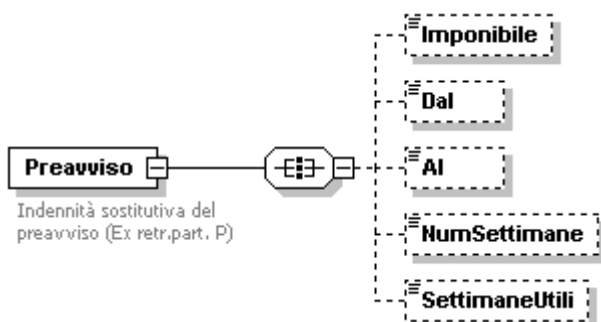 Imponibile
Dal
Preavviso
Al
Indennità sostitutiva del
preavviso (Ex retr.part. P)
NumSettimane
SettimaneUtili